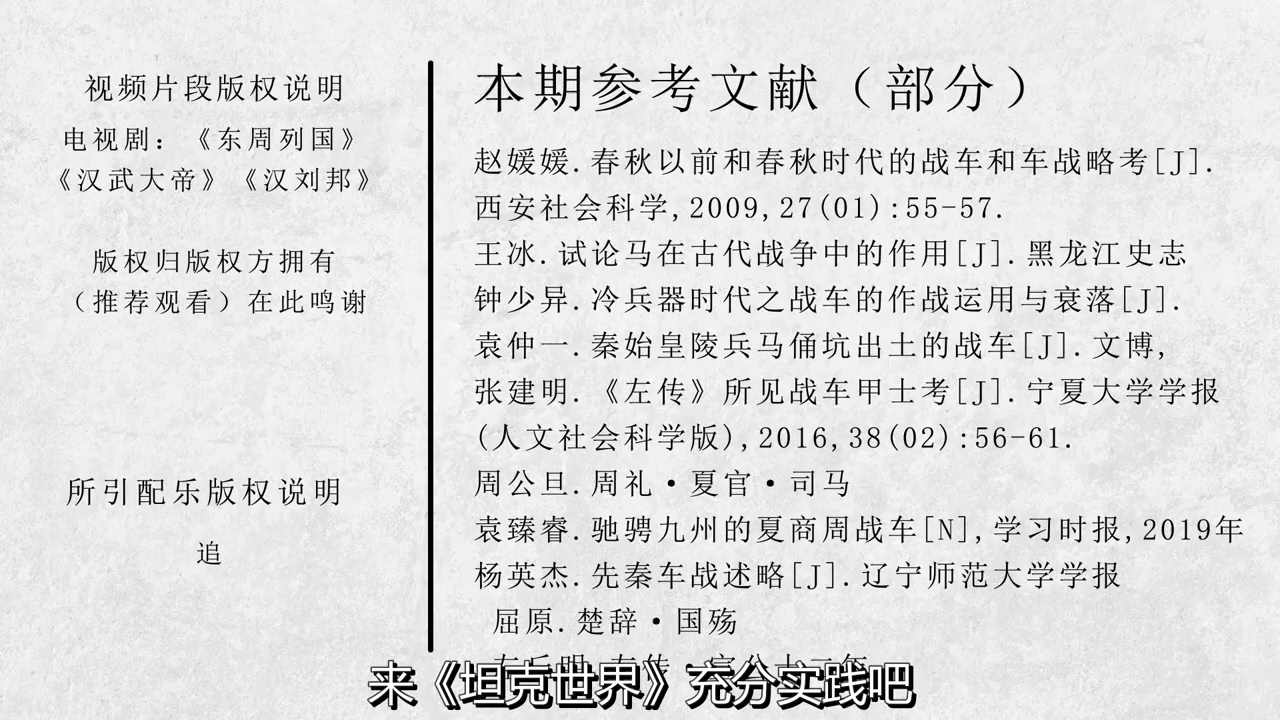 视频片段版权说明
电视剧：《东周列国》
《汉武大帝》《汉刘邦》
版权归版权方拥有
（推荐观看）在此鸣谢
所引配乐版权说明
追
本期参考文献（部分）
赵媛媛.春秋以前和春秋时代的战车和车战略考[J].
西安社会科学,2009,27(01):55-57.
王冰.试论马在古代战争中的作用[J].黑龙江史志
钟少异.冷兵器时代之战车的作战运用与衰落[J].
袁仲一.秦始皇陵兵马俑坑出土的战车[J].文博,
张建明.《左传》所见战车甲士考[J].宁夏大学学报
(人文社会科学版),2016,38(02):56-61.
周公旦.周礼·夏官·司马
袁臻睿.驰骋九州的夏商周战车[N],学习时报,2019年
杨英杰.先秦车战述略[J].辽宁师范大学学报
屈原.楚辞·国殇
来《坦克世界》充分实践吧